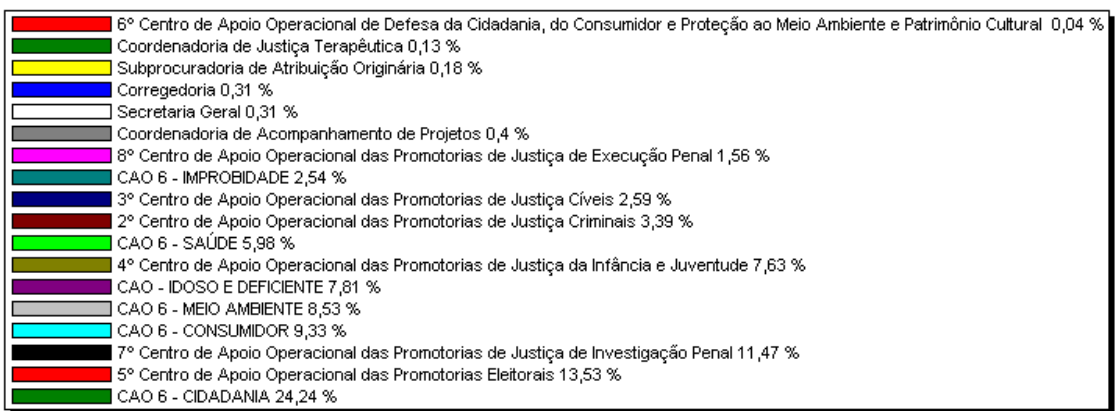 6º Centro de Apoio Operacional de Defesa da Cidadania, do Consumidor e Proteção ao Meio Ambiente e Patrimônio Cultural 0,04 %
Coordenadoria de Justiça Terapêutica 0,13 %
Subprocuradoria de Atribuição Originária 0,18 %
Corregedoria 0,31 %
Secretaria Geral 0,31 %
Coordenadoria de Acompanhamento de Projetos 0,4 %
8º Centro de Apoio Operacional das Promotorias de Justiça de Execução Penal 1,56 %
CAO 6 - IMPROBIDADE 2,54 %
3º Centro de Apoio Operacional das Promotorias de Justiça Cíveis 2,59 %
2º Centro de Apoio Operacional das Promotorias de Justiça Criminais 3,39 %
CAO 6 - SAÚDE 5,98 %
4º Centro de Apoio Operacional das Promotorias de Justiça da Infância e Juventude 7,63 %
CAO - IDOSO E DEFICIENTE 7,81 %
CAO 6 - MEIO AMBIENTE 8,53 %
CAO 6 - CONSUMIDOR 9,33 %
7º Centro de Apoio Operacional das Promotorias de Justiça de Investigação Penal 11,47 %
5º Centro de Apoio Operacional das Promotorias Eleitorais 13,53 %
CAO 6 - CIDADANIA 24,24 %